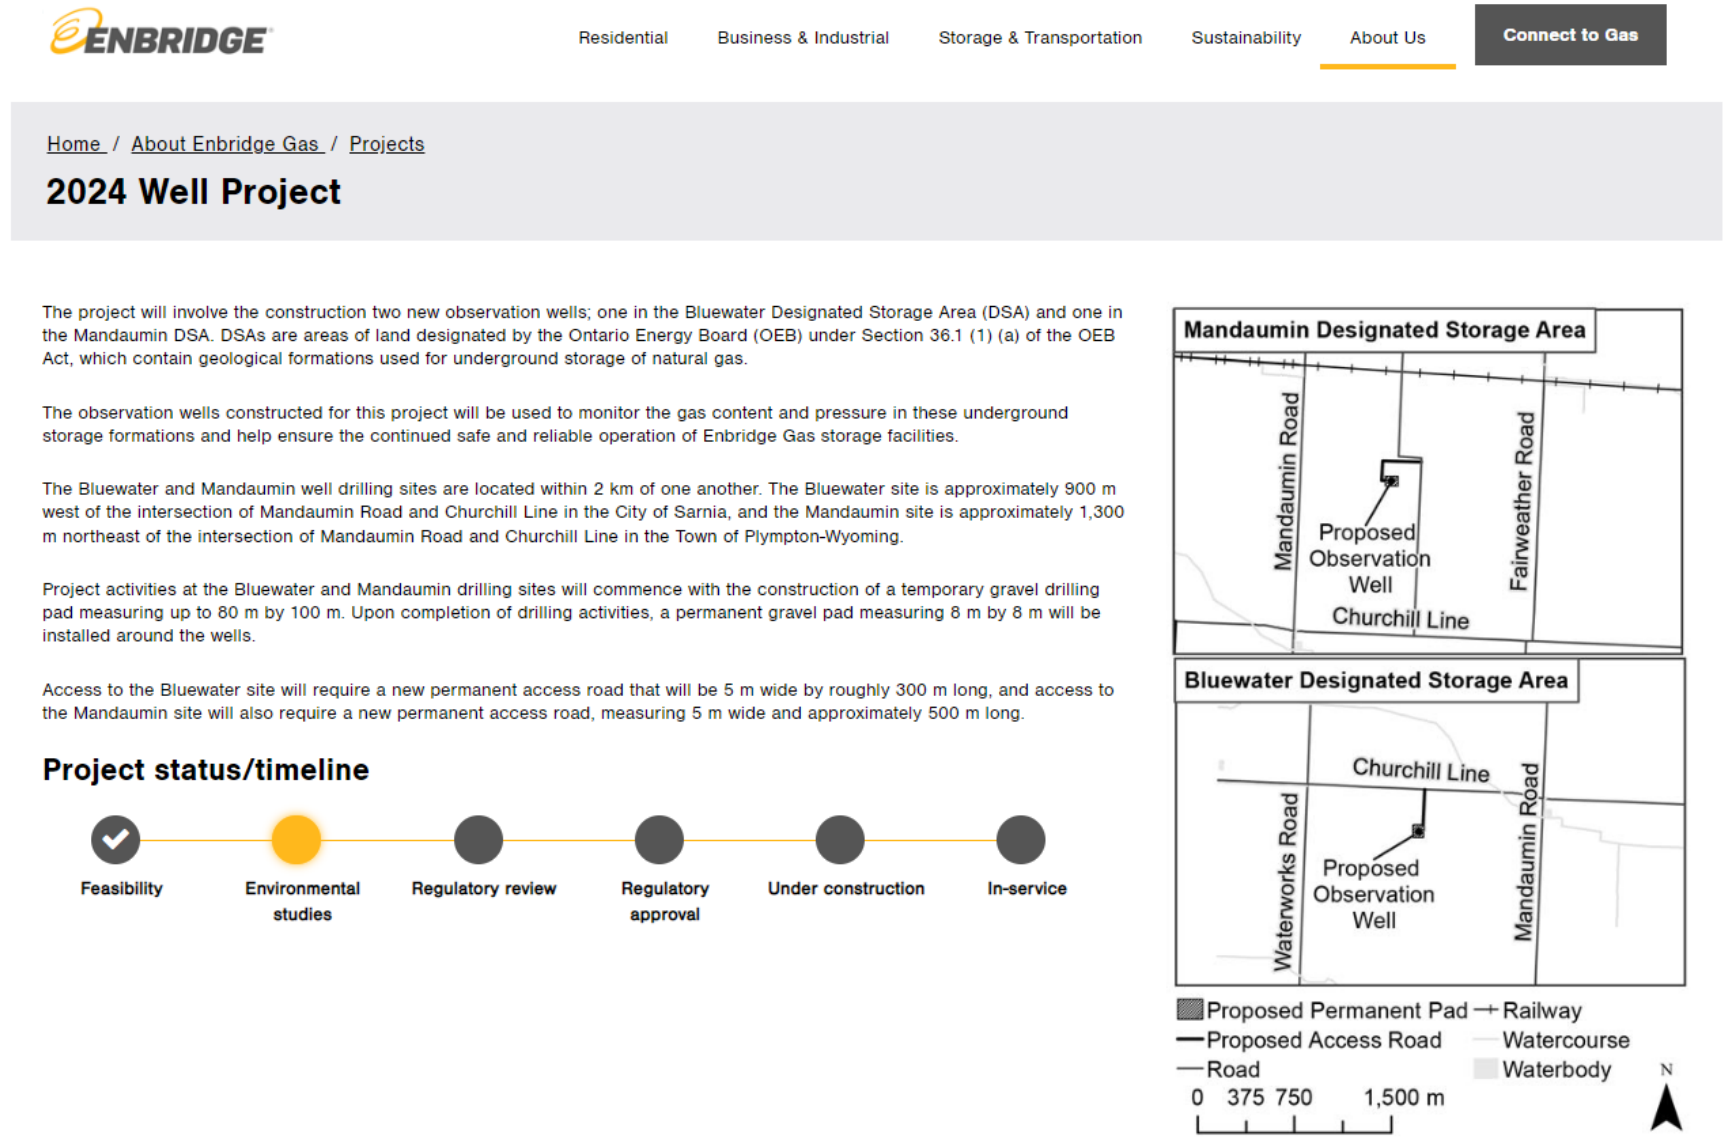 ENBRIDGE
Residential
Business & Industrial
Storage & Transportation
Sustainability
About Us
Connect to Gas
Home / About Enbridge Gas / Projects
2024 Well Project
The project will involve the construction two new observation wells; one in the Bluewater Designated Storage Area (DSA) and one in
the Mandaumin DSA. DSAs are areas of land designated by the Ontario Energy Board (OEB) under Section 36.1 (1) (a) of the OEB
Act, which contain geological formations used for underground storage of natural gas.
The observation wells constructed for this project will be used to monitor the gas content and pressure in these underground
storage formations and help ensure the continued safe and reliable operation of Enbridge Gas storage facilities.
The Bluewater and Mandaumin well drilling sites are located within 2 km of one another. The Bluewater site is approximately 900 m
west of the intersection of Mandaumin Road and Churchill Line in the City of Sarnia, and the Mandaumin site is approximately 1,300
m northeast of the intersection of Mandaumin Road and Churchill Line in the Town of Plympton-Wyoming.
Project activities at the Bluewater and Mandaumin drilling sites will commence with the construction of a temporary gravel drilling
pad measuring up to 80 m by 100 m. Upon completion of drilling activities, a permanent gravel pad measuring 8 m by 8 m will be
installed around the wells.
Access to the Bluewater site will require a new permanent access road that will be 5 m wide by roughly 300 m long, and access to
the Mandaumin site will also require a new permanent access road, measuring 5 m wide and approximately 500 m long.
Project status/timeline
Feasibility
Environmental
studies
Regulatory review
Regulatory
approval
Under construction
In-service
Mandaumin Designated Storage Area
Mandaumin Road
Fairweather Road
Proposed
Observation
Well
Churchill Line
Bluewater Designated Storage Area
Churchill Line
Waterworks Road
Mandaumin Road
Proposed
Observation
Well
Proposed Permanent Pad
Railway
Proposed Access Road
Watercourse
Road
Waterbody
N
0 375 750 1,500 m